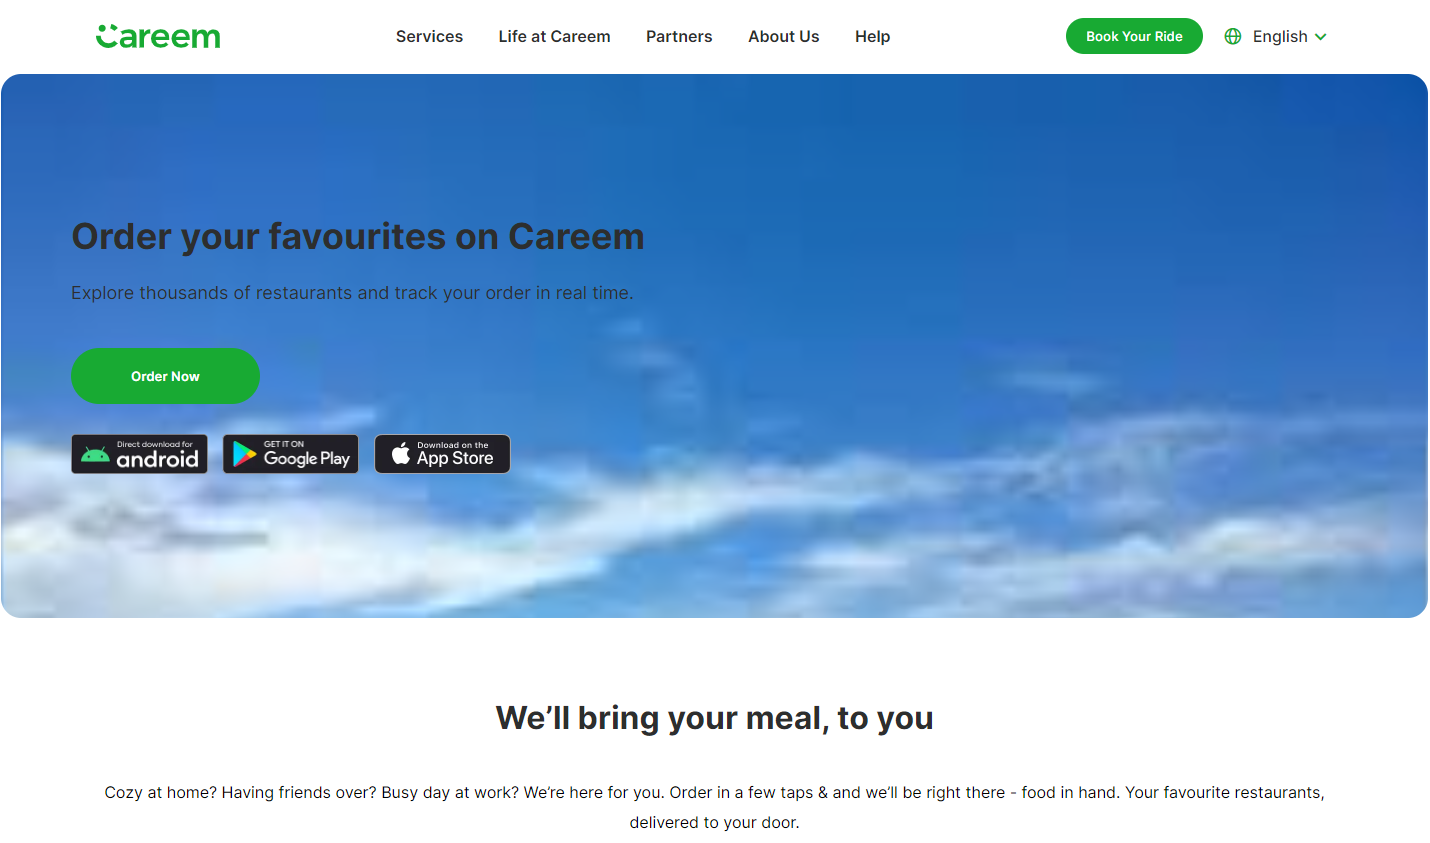 Careem
Services
Life at Careem
Partners
About Us
Help
Book Your Ride
English
Order your favourites on Careem
Explore thousands of restaurants and track your order in real time.
Order Now
Direct download for
android
GET IT ON
Google Play
Download on the
App Store
We’ll bring your meal, to you
Cozy at home? Having friends over? Busy day at work? We’re here for you. Order in a few taps & and we’ll be right there - food in hand. Your favourite restaurants,
delivered to your door.